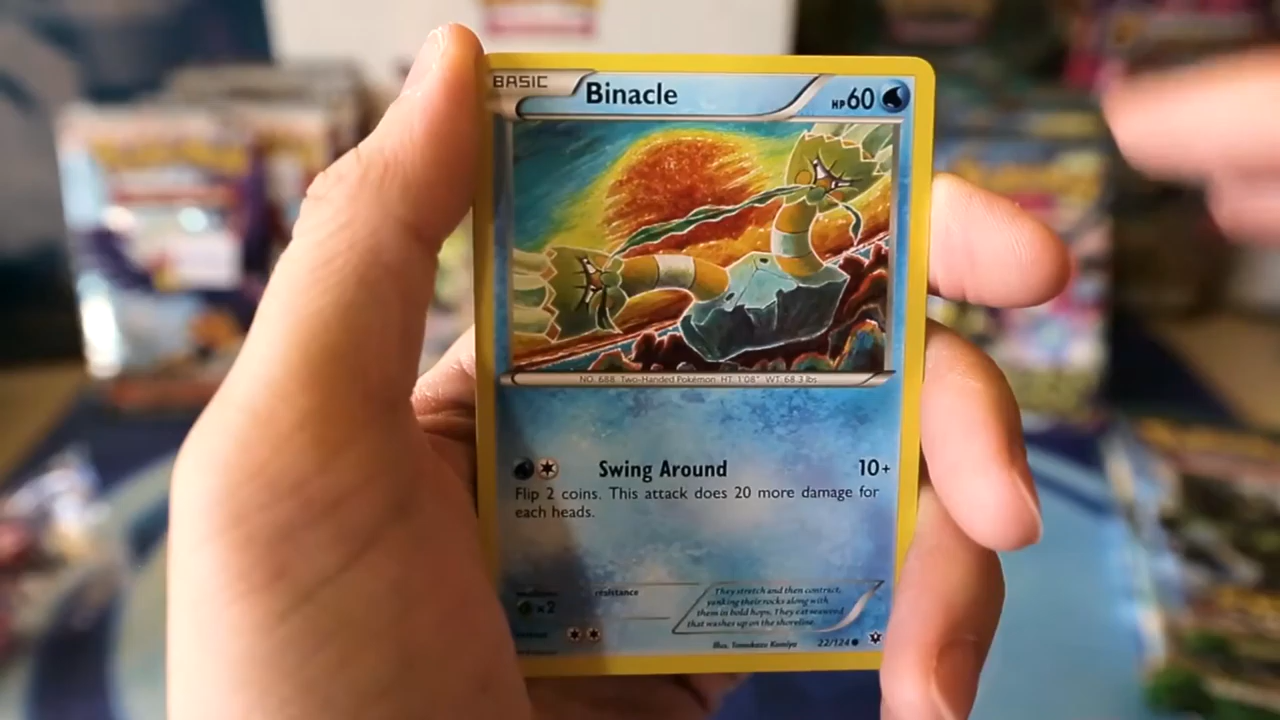 BASIC
Binacle
HP60
NO. 688 Two-Handed Pokémon HT: 1'08" WT: 68.3 lbs
Swing Around 10+
Flip 2 coins. This attack does 20 more damage for
each heads.
weakness
resistance
×2
They stretch and then contract,
yanking their rocks along with
them in bold hops. They eat seaweed
that washes up on the shoreline.
retreat
Illus. Tomokazu Komiya
22/124